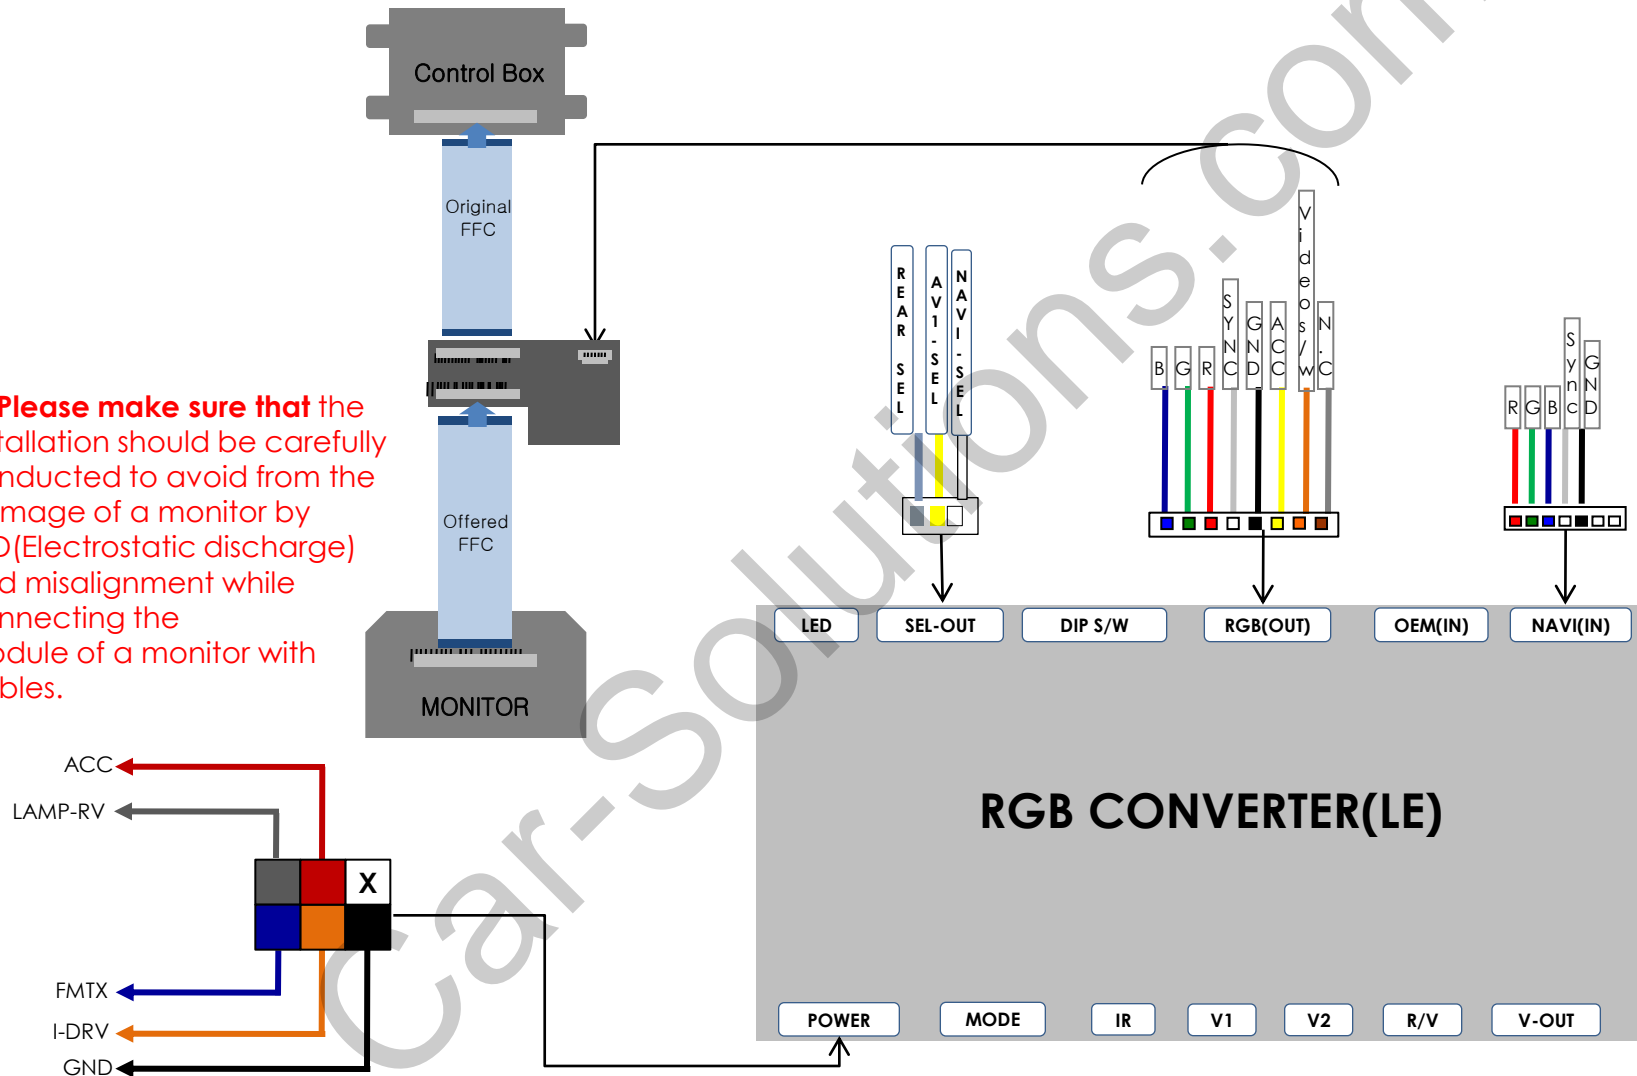 Control Box
Original
FFC
Please make sure that the
tallation should be carefully
nducted to avoid from the
mage of a monitor by
D(Electrostatic discharge)
d misalignment while
nnecting the
odule of a monitor with
bles.
Offered
FFC
MONITOR
REAR SEL
AV1-SEL
NAVI-SEL
B
G
R
SYNC
GND
ACC
Videos/w
N.C
R
G
B
Sync
GND
LED
SEL-OUT
DIP S/W
RGB(OUT)
OEM(IN)
NAVI(IN)
RGB CONVERTER(LE)
ACC
LAMP-RV
X
FMTX
I-DRV
GND
POWER
MODE
IR
V1
V2
R/V
V-OUT
Car-Solutions.com